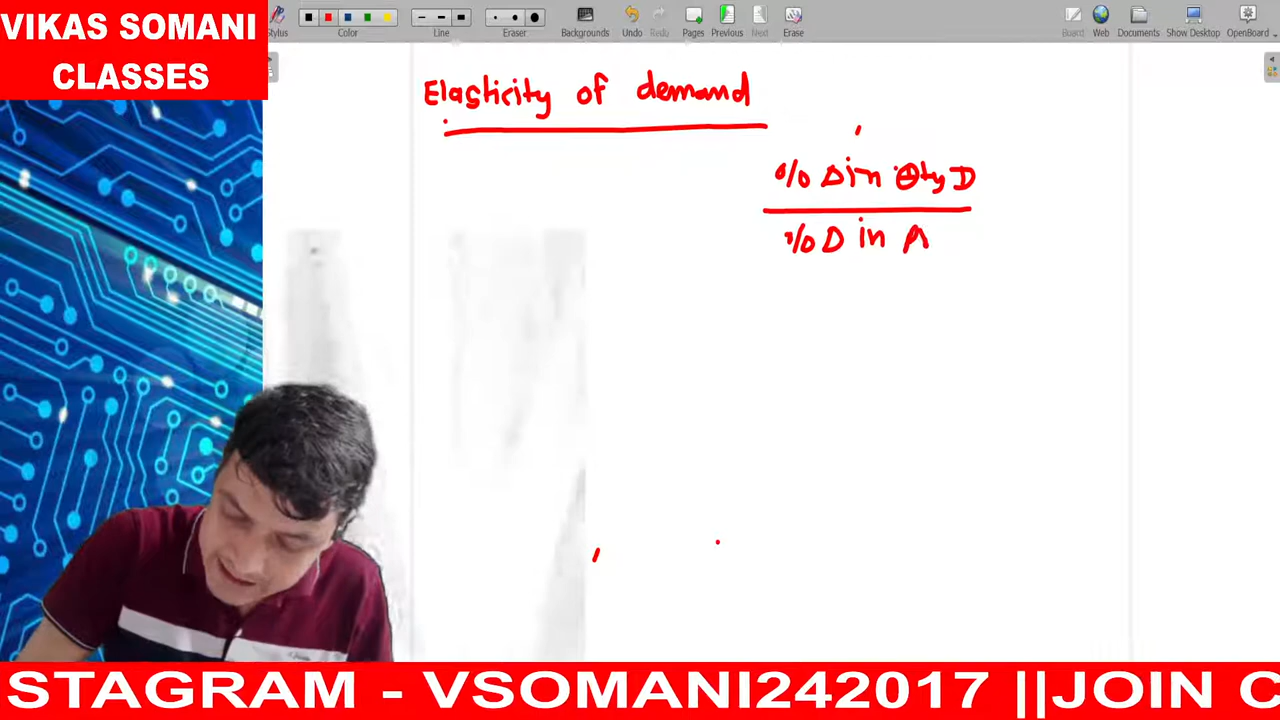 VIKAS SOMANI
CLASSES
Stylus
Color
Line
Eraser
Backgrounds
Undo
Redo
Pages
Previous
Next
Erase
Board
Web
Documents
Show Desktop
OpenBoard
Elasticity of demand
% Δ in Qty D
% Δ in P
STAGRAM - VSOMANI242017 ||JOIN C